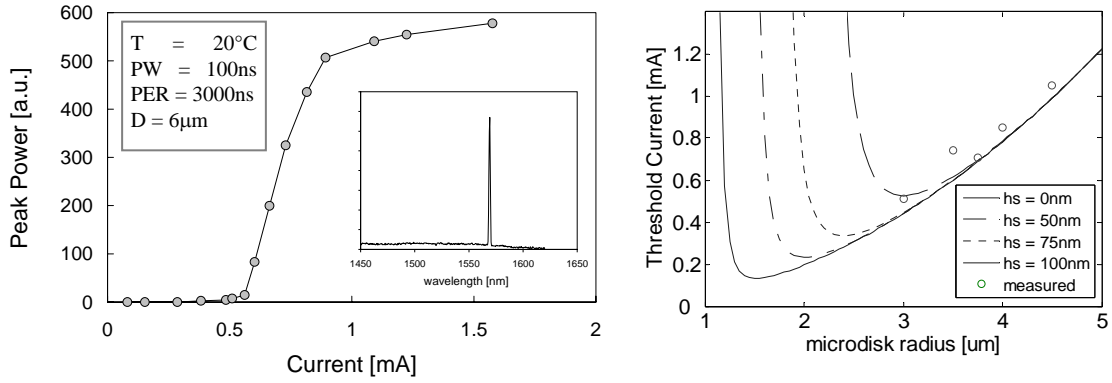 600
500
400
300
200
100
0
Peak Power [a.u.]
T = 20°C
PW = 100ns
PER = 3000ns
D = 6μm
1450 1500 1550 1600 1650
wavelength [nm]
0 0.5 1 1.5 2
Current [mA]
1.2
1
0.8
0.6
0.4
0.2
0
Threshold Current [mA]
hs = 0nm
hs = 50nm
hs = 75nm
hs = 100nm
measured
1 2 3 4 5
microdisk radius [um]